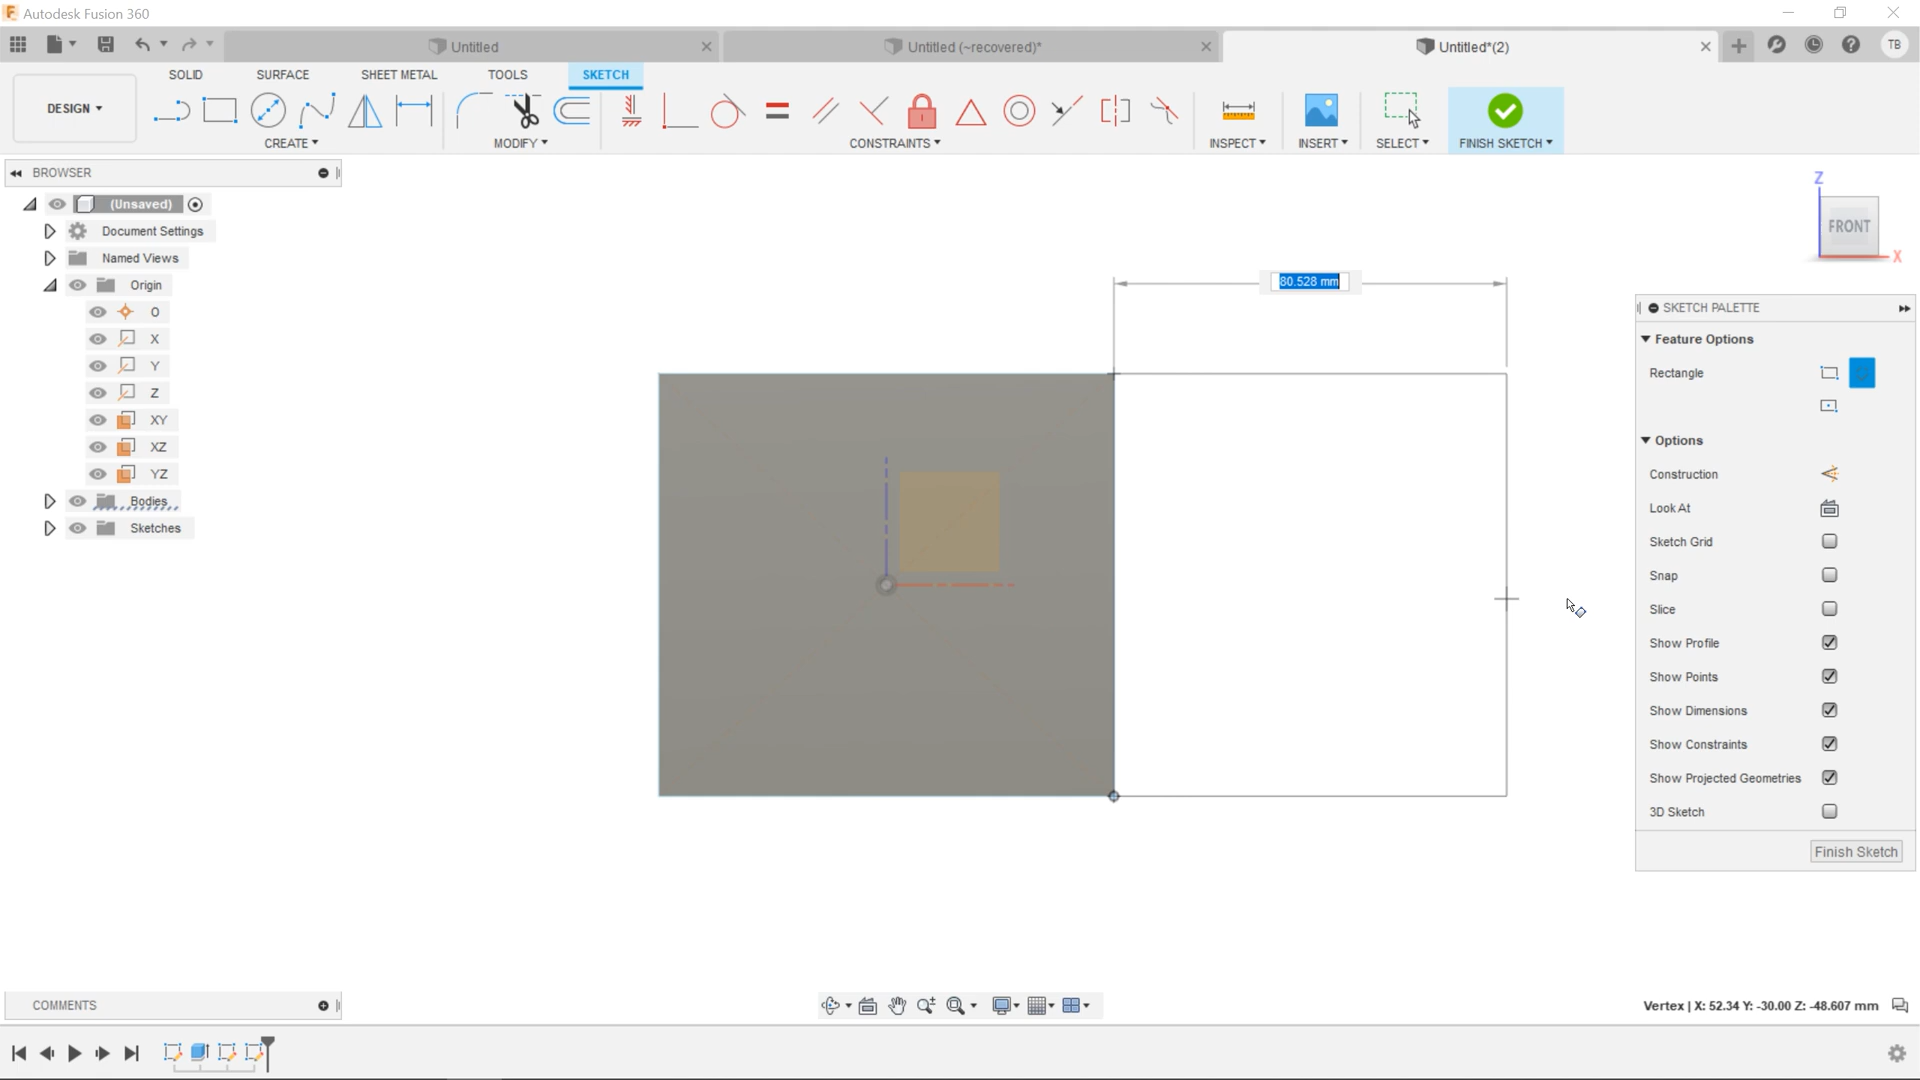 Autodesk Fusion 360
Untitled
Untitled (~recovered)*
Untitled*(2)
TB
SOLID
SURFACE
SHEET METAL
TOOLS
SKETCH
DESIGN
CREATE
MODIFY
CONSTRAINTS
INSPECT
INSERT
SELECT
FINISH SKETCH
BROWSER
(Unsaved)
Document Settings
Named Views
Origin
O
X
Y
Z
XY
XZ
YZ
Bodies
Sketches
80.528 mm
Z
FRONT
X
SKETCH PALETTE
Feature Options
Rectangle
Options
Construction
Look At
Sketch Grid
Snap
Slice
Show Profile
Show Points
Show Dimensions
Show Constraints
Show Projected Geometries
3D Sketch
Finish Sketch
COMMENTS
Vertex | X: 52.34 Y: -30.00 Z: -48.607 mm